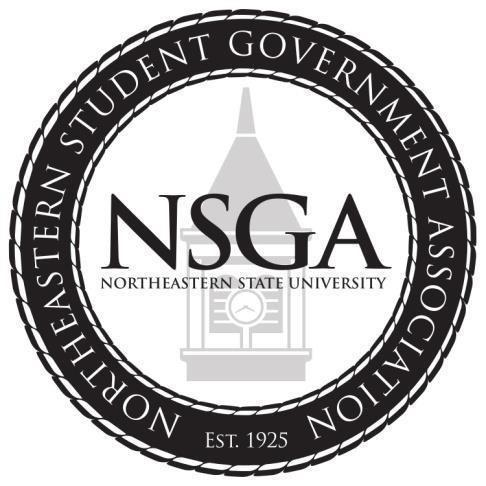 NORTHEASTERN STUDENT GOVERNMENT ASSOCIATION
NSGA
NORTHEASTERN STATE UNIVERSITY
EST. 1925